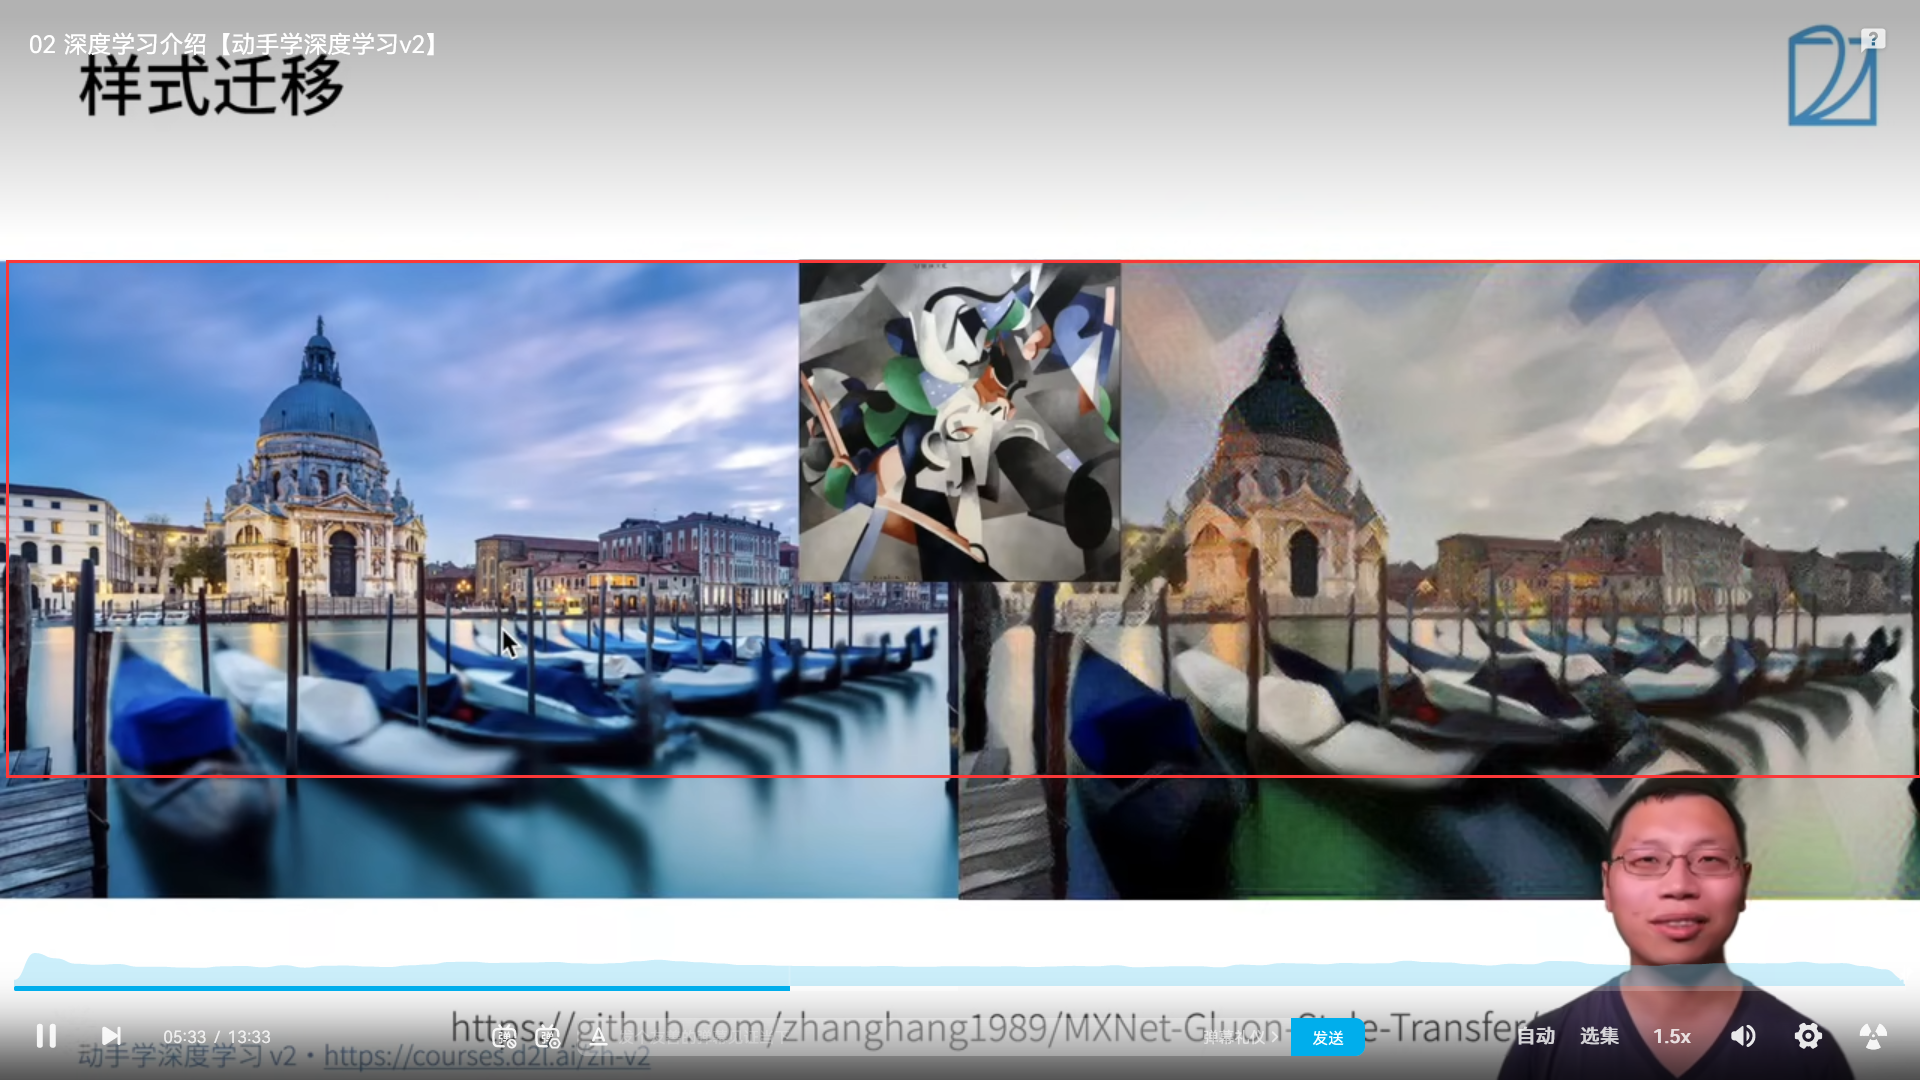 02 深度学习介绍【动手学深度学习v2】
样式迁移
https://github.com/zhanghang1989/MXNet-Gluon-Style-Transfer/
05:33 / 13:33
弹幕礼仪 >
发送
自动
选集
1.5x
动手学深度学习 v2 · https://courses.d2l.ai/zh-v2